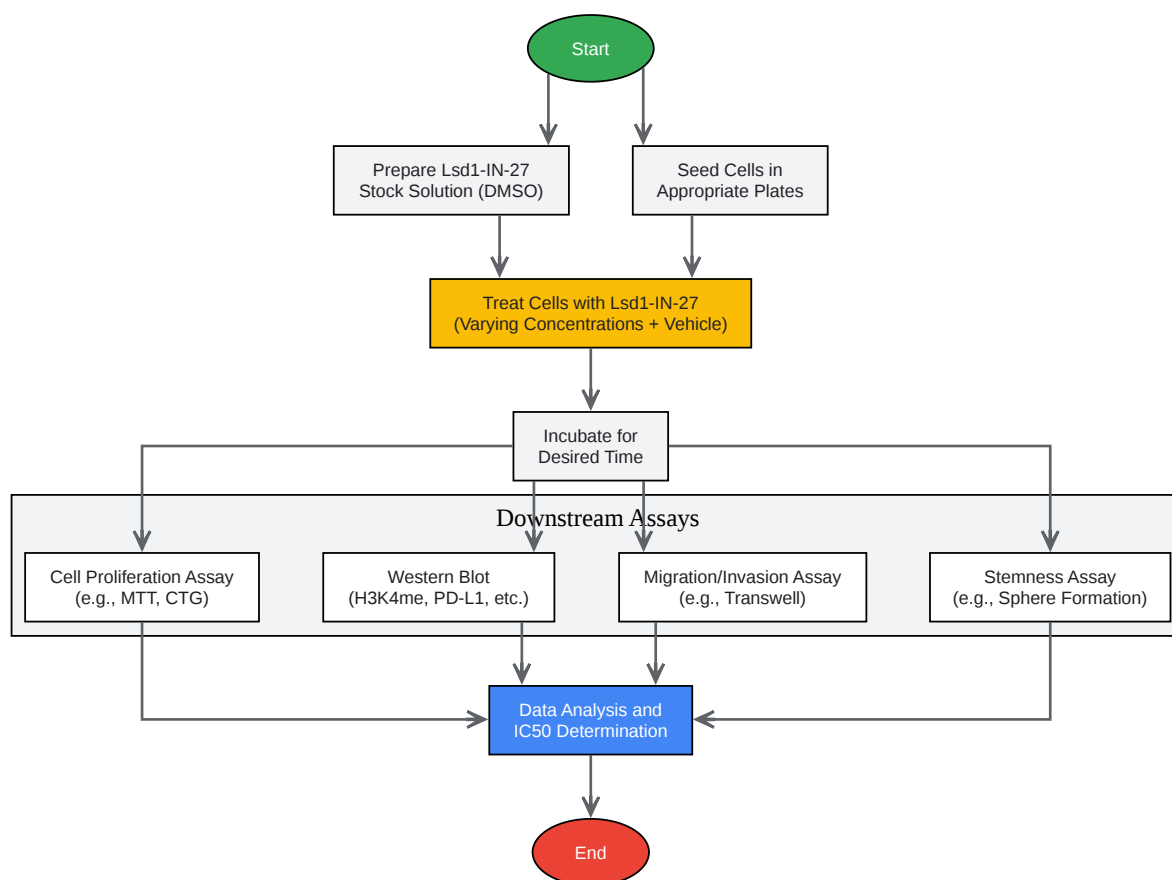 Start
Prepare Lsd1-IN-27
Stock Solution (DMSO)
Seed Cells in
Appropriate Plates
Treat Cells with Lsd1-IN-27
(Varying Concentrations + Vehicle)
Incubate for
Desired Time
Downstream Assays
Cell Proliferation Assay
(e.g., MTT, CTG)
Western Blot
(H3K4me, PD-L1, etc.)
Migration/Invasion Assay
(e.g., Transwell)
Stemness Assay
(e.g., Sphere Formation)
Data Analysis and
IC50 Determination
End